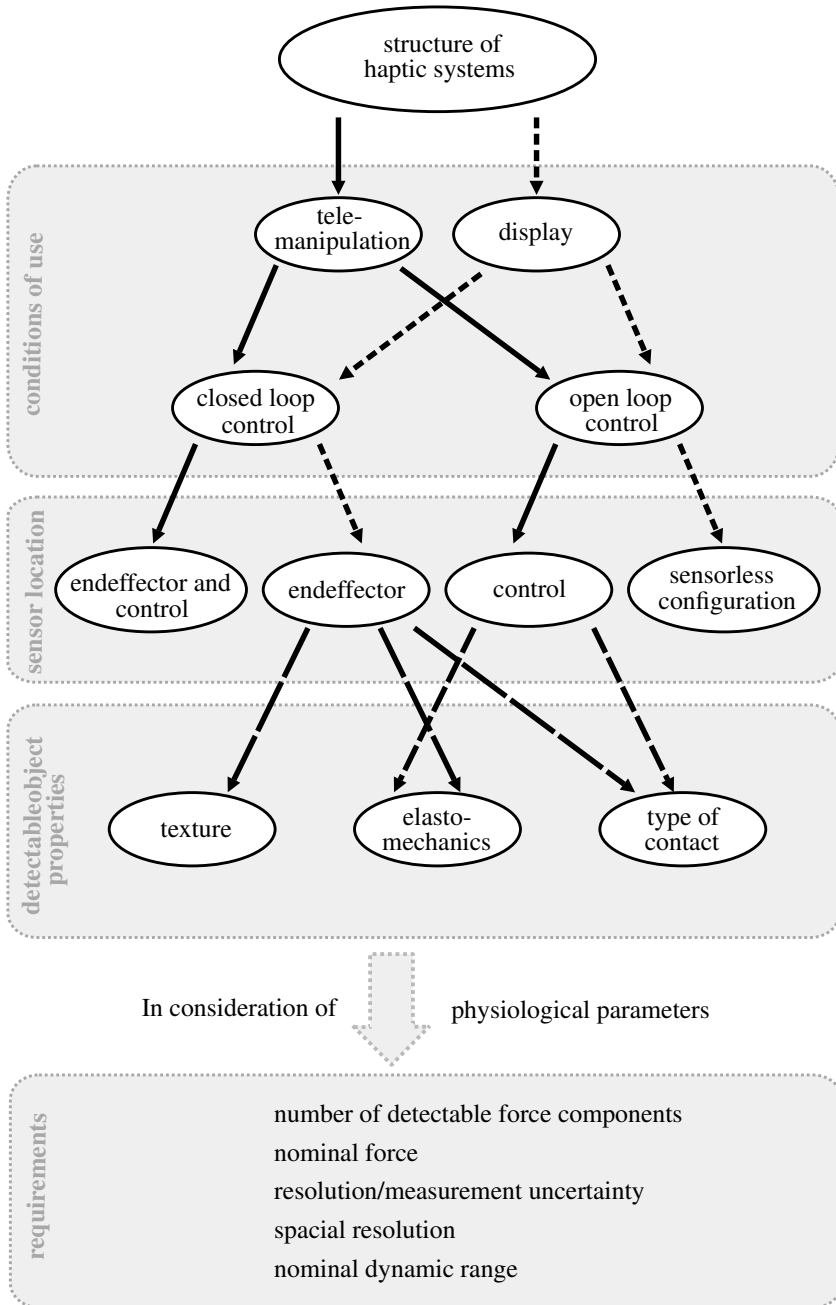 structure of
haptic systems
conditions of use
tele-
manipulation
display
closed loop
control
open loop
control
sensor location
endeffector and
control
endeffector
control
sensorless
configuration
detectableobject
properties
texture
elasto-
mechanics
type of
contact
In consideration of
physiological parameters
requirements
number of detectable force components
nominal force
resolution/measurement uncertainty
spacial resolution
nominal dynamic range